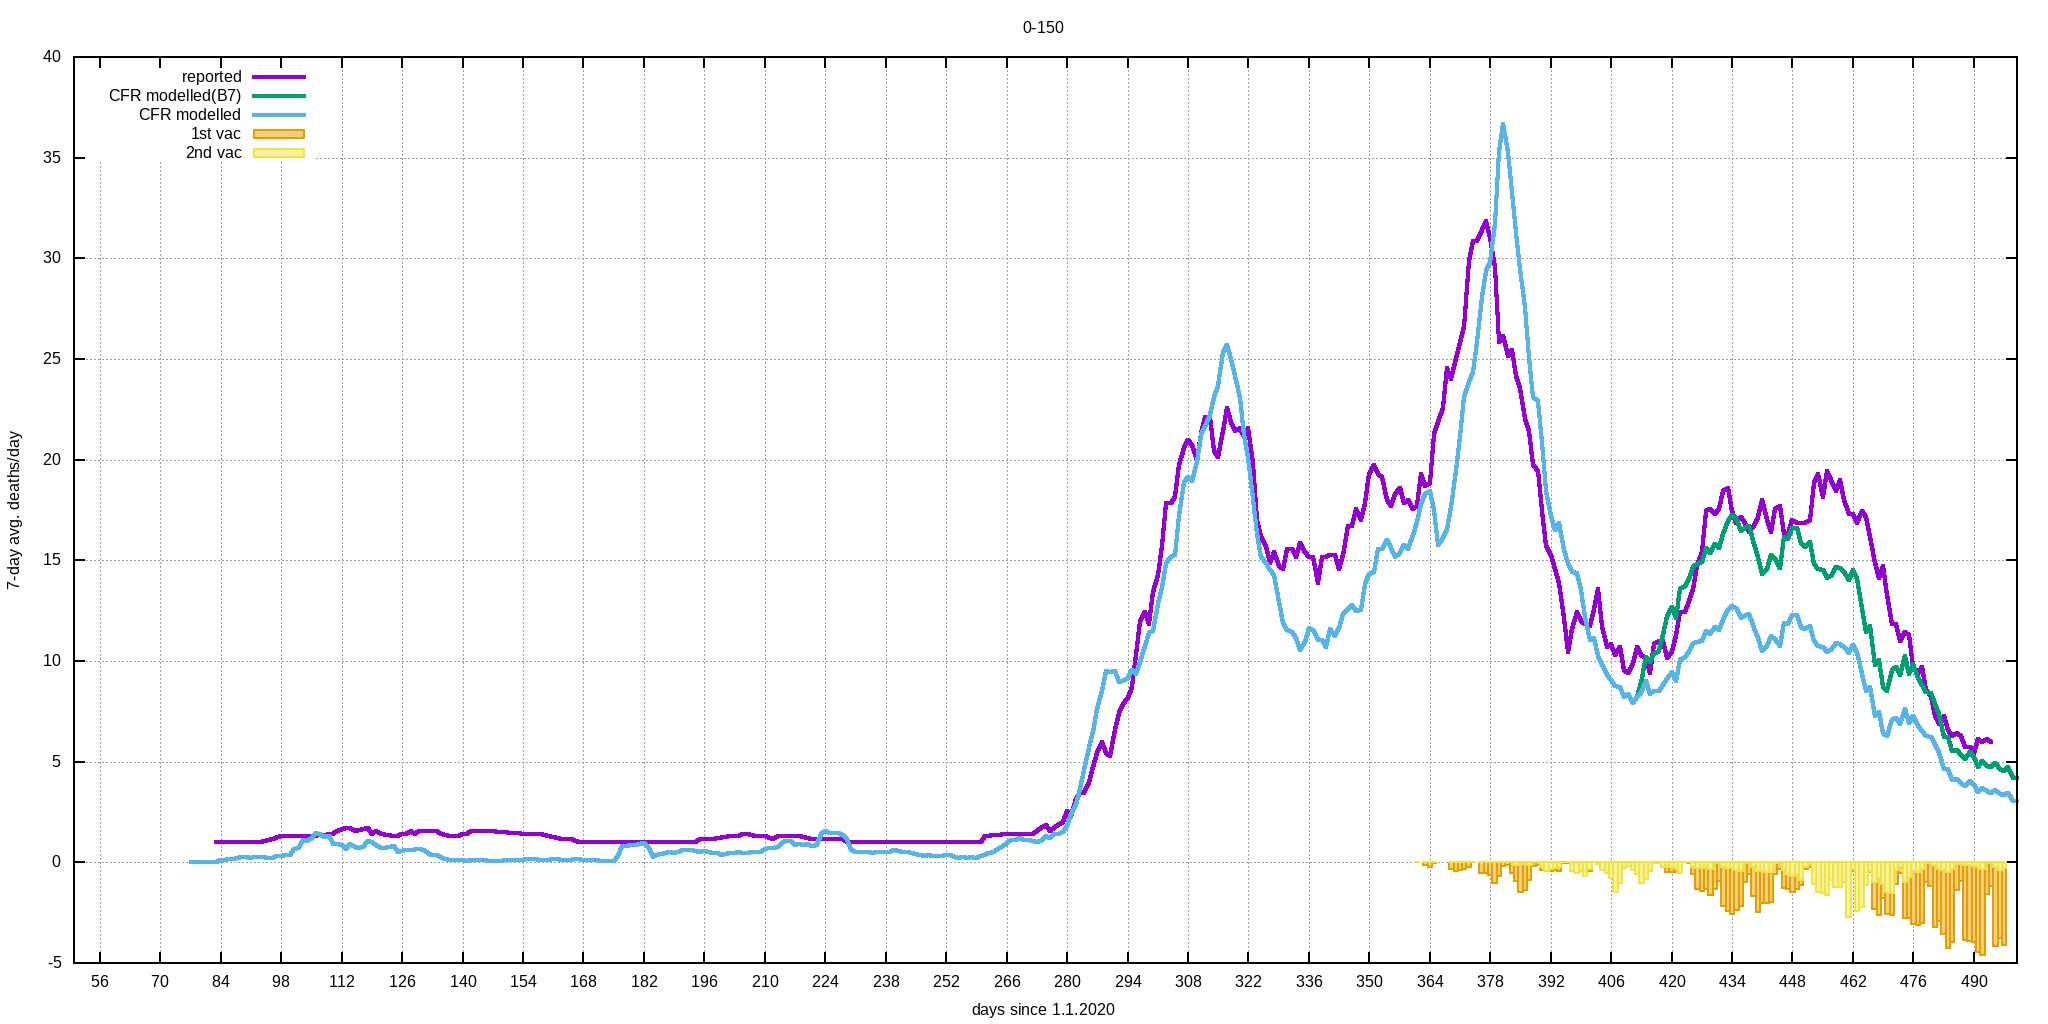 0-150
40
35
30
25
20
15
10
5
0
-5
7-day avg. deaths/day
reported
CFR modelled(B7)
CFR modelled
1st vac
2nd vac
56 70 84 98 112 126 140 154 168 182 196 210 224 238 252 266 280 294 308 322 336 350 364 378 392 406 420 434 448 462 476 490
days since 1.1.2020